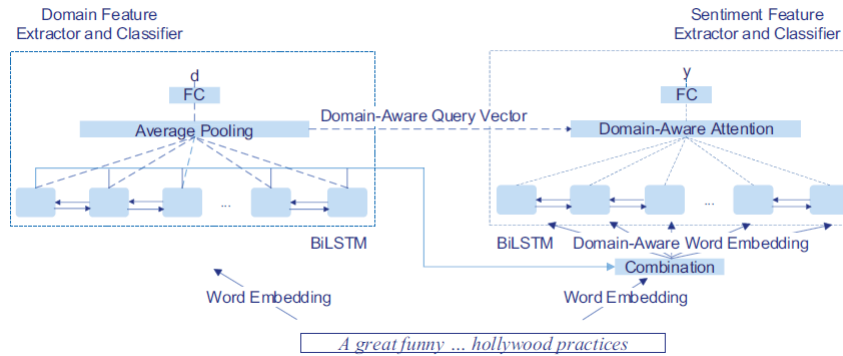 Domain Feature
Extractor and Classifier
Sentiment Feature
Extractor and Classifier
d
FC
y
FC
Average Pooling
Domain-Aware Query Vector
Domain-Aware Attention
...
...
BiLSTM
BiLSTM
Domain-Aware Word Embedding
Combination
Word Embedding
Word Embedding
A great funny ... hollywood practices